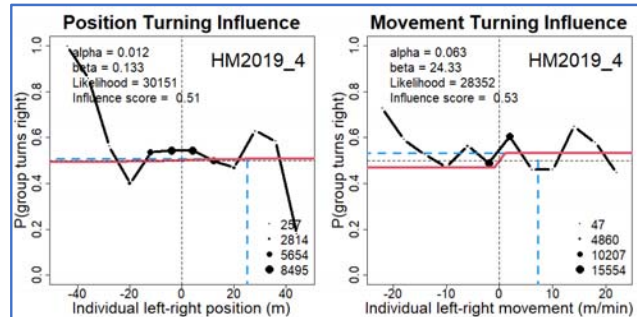 Position Turning Influence
alpha = 0.012
beta = 0.133
Likelihood = 30151
Influence score = 0.51
HM2019_4
P(group turns right)
1.0
0.8
0.6
0.4
0.2
0.0
257
2814
5654
8495
-40 -20 0 20 40
Individual left-right position (m)
Movement Turning Influence
alpha = 0.063
beta = 24.33
Likelihood = 28352
Influence score = 0.53
HM2019_4
P(group turns right)
1.0
0.8
0.6
0.4
0.2
0.0
47
4860
10207
15554
-20 -10 0 10 20
Individual left-right movement (m/min)